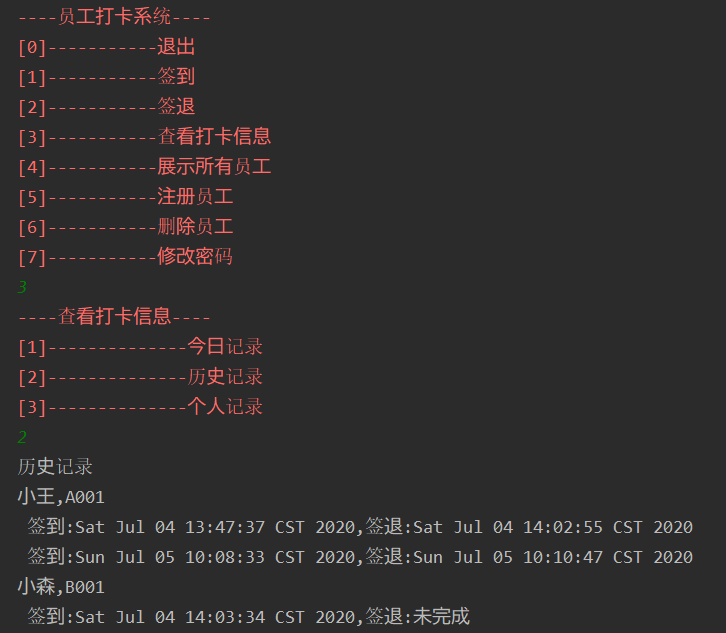 ----员工打卡系统----
[0]-----------退出
[1]-----------签到
[2]-----------签退
[3]-----------查看打卡信息
[4]-----------展示所有员工
[5]-----------注册员工
[6]-----------删除员工
[7]-----------修改密码
3
----查看打卡信息----
[1]--------------今日记录
[2]--------------历史记录
[3]--------------个人记录
2
历史记录
小王,A001
 签到:Sat Jul 04 13:47:37 CST 2020,签退:Sat Jul 04 14:02:55 CST 2020
 签到:Sun Jul 05 10:08:33 CST 2020,签退:Sun Jul 05 10:10:47 CST 2020
小森,B001
 签到:Sat Jul 04 14:03:34 CST 2020,签退:未完成